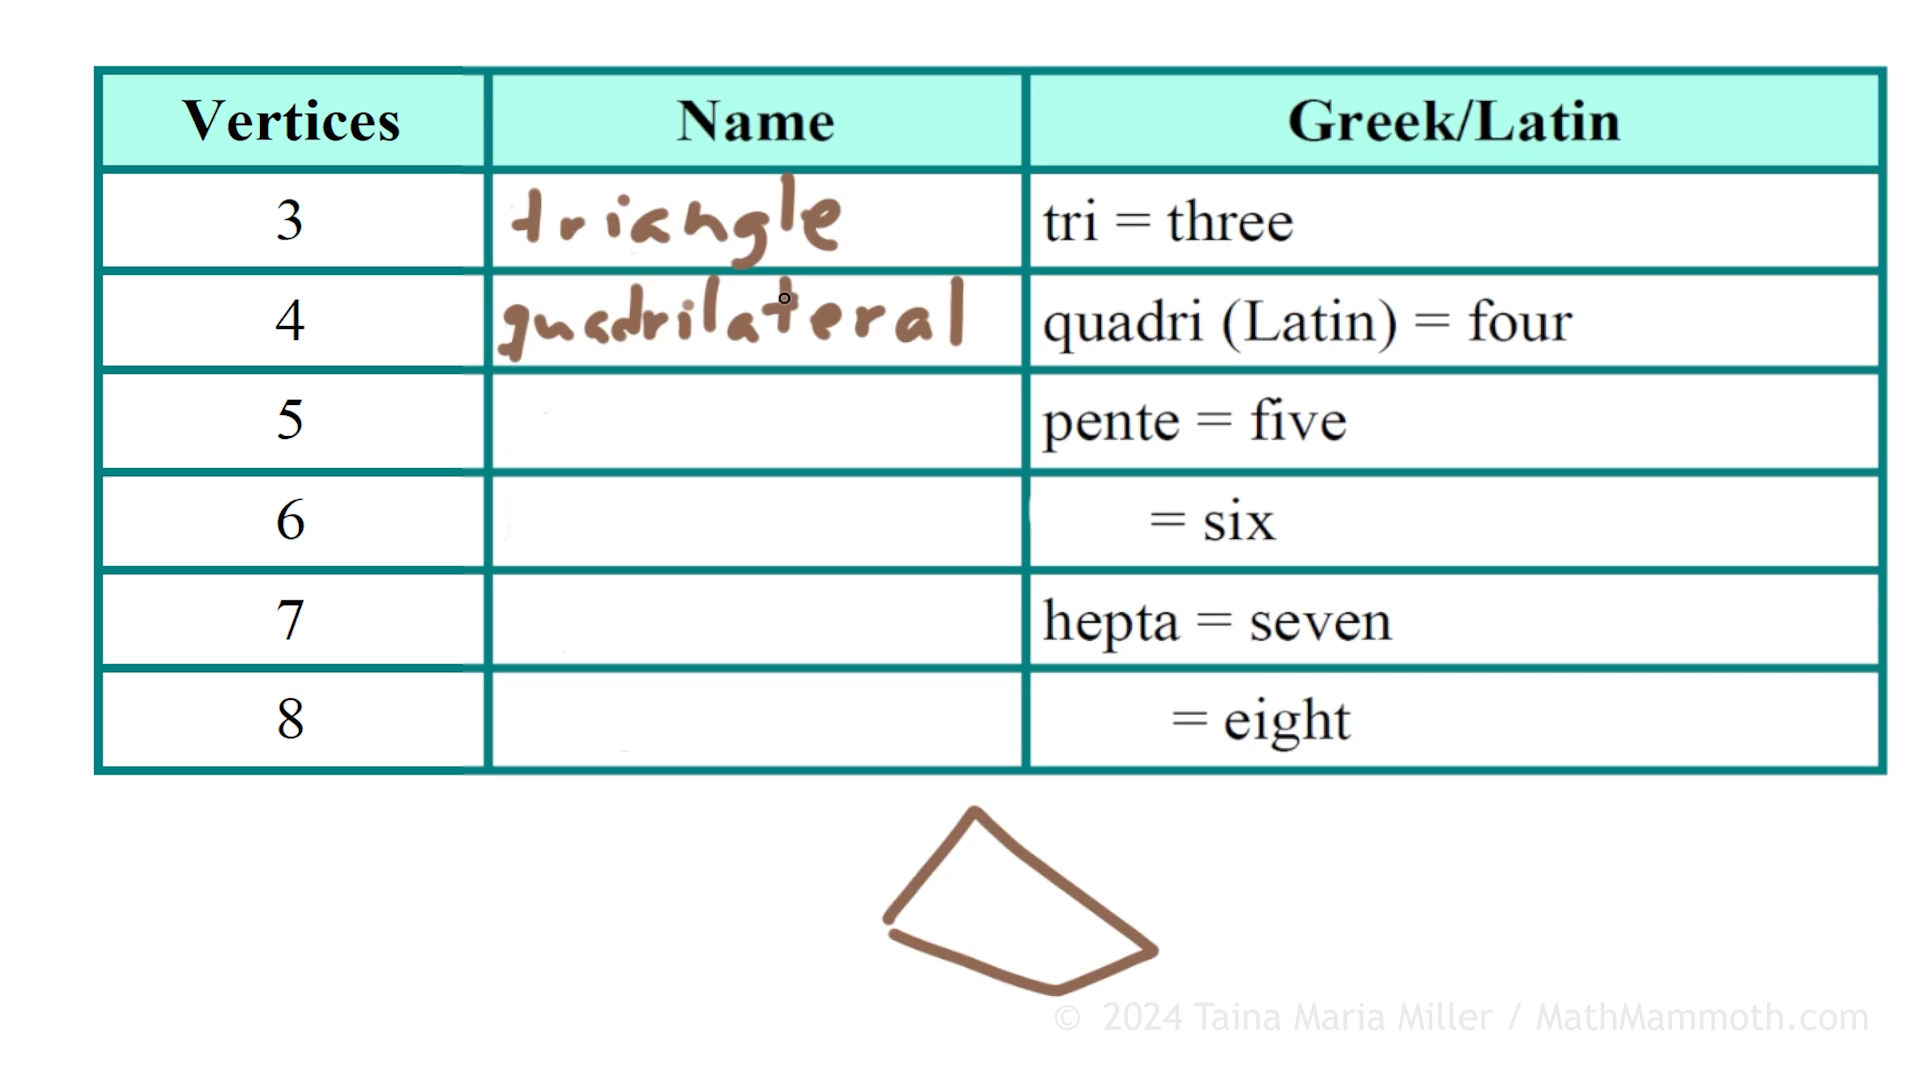 Vertices Name Greek/Latin
3 triangle tri = three
4 quadrilateral quadri (Latin) = four
5 pente = five
6 = six
7 hepta = seven
8 = eight
© 2024 Taina Maria Miller / MathMammoth.com